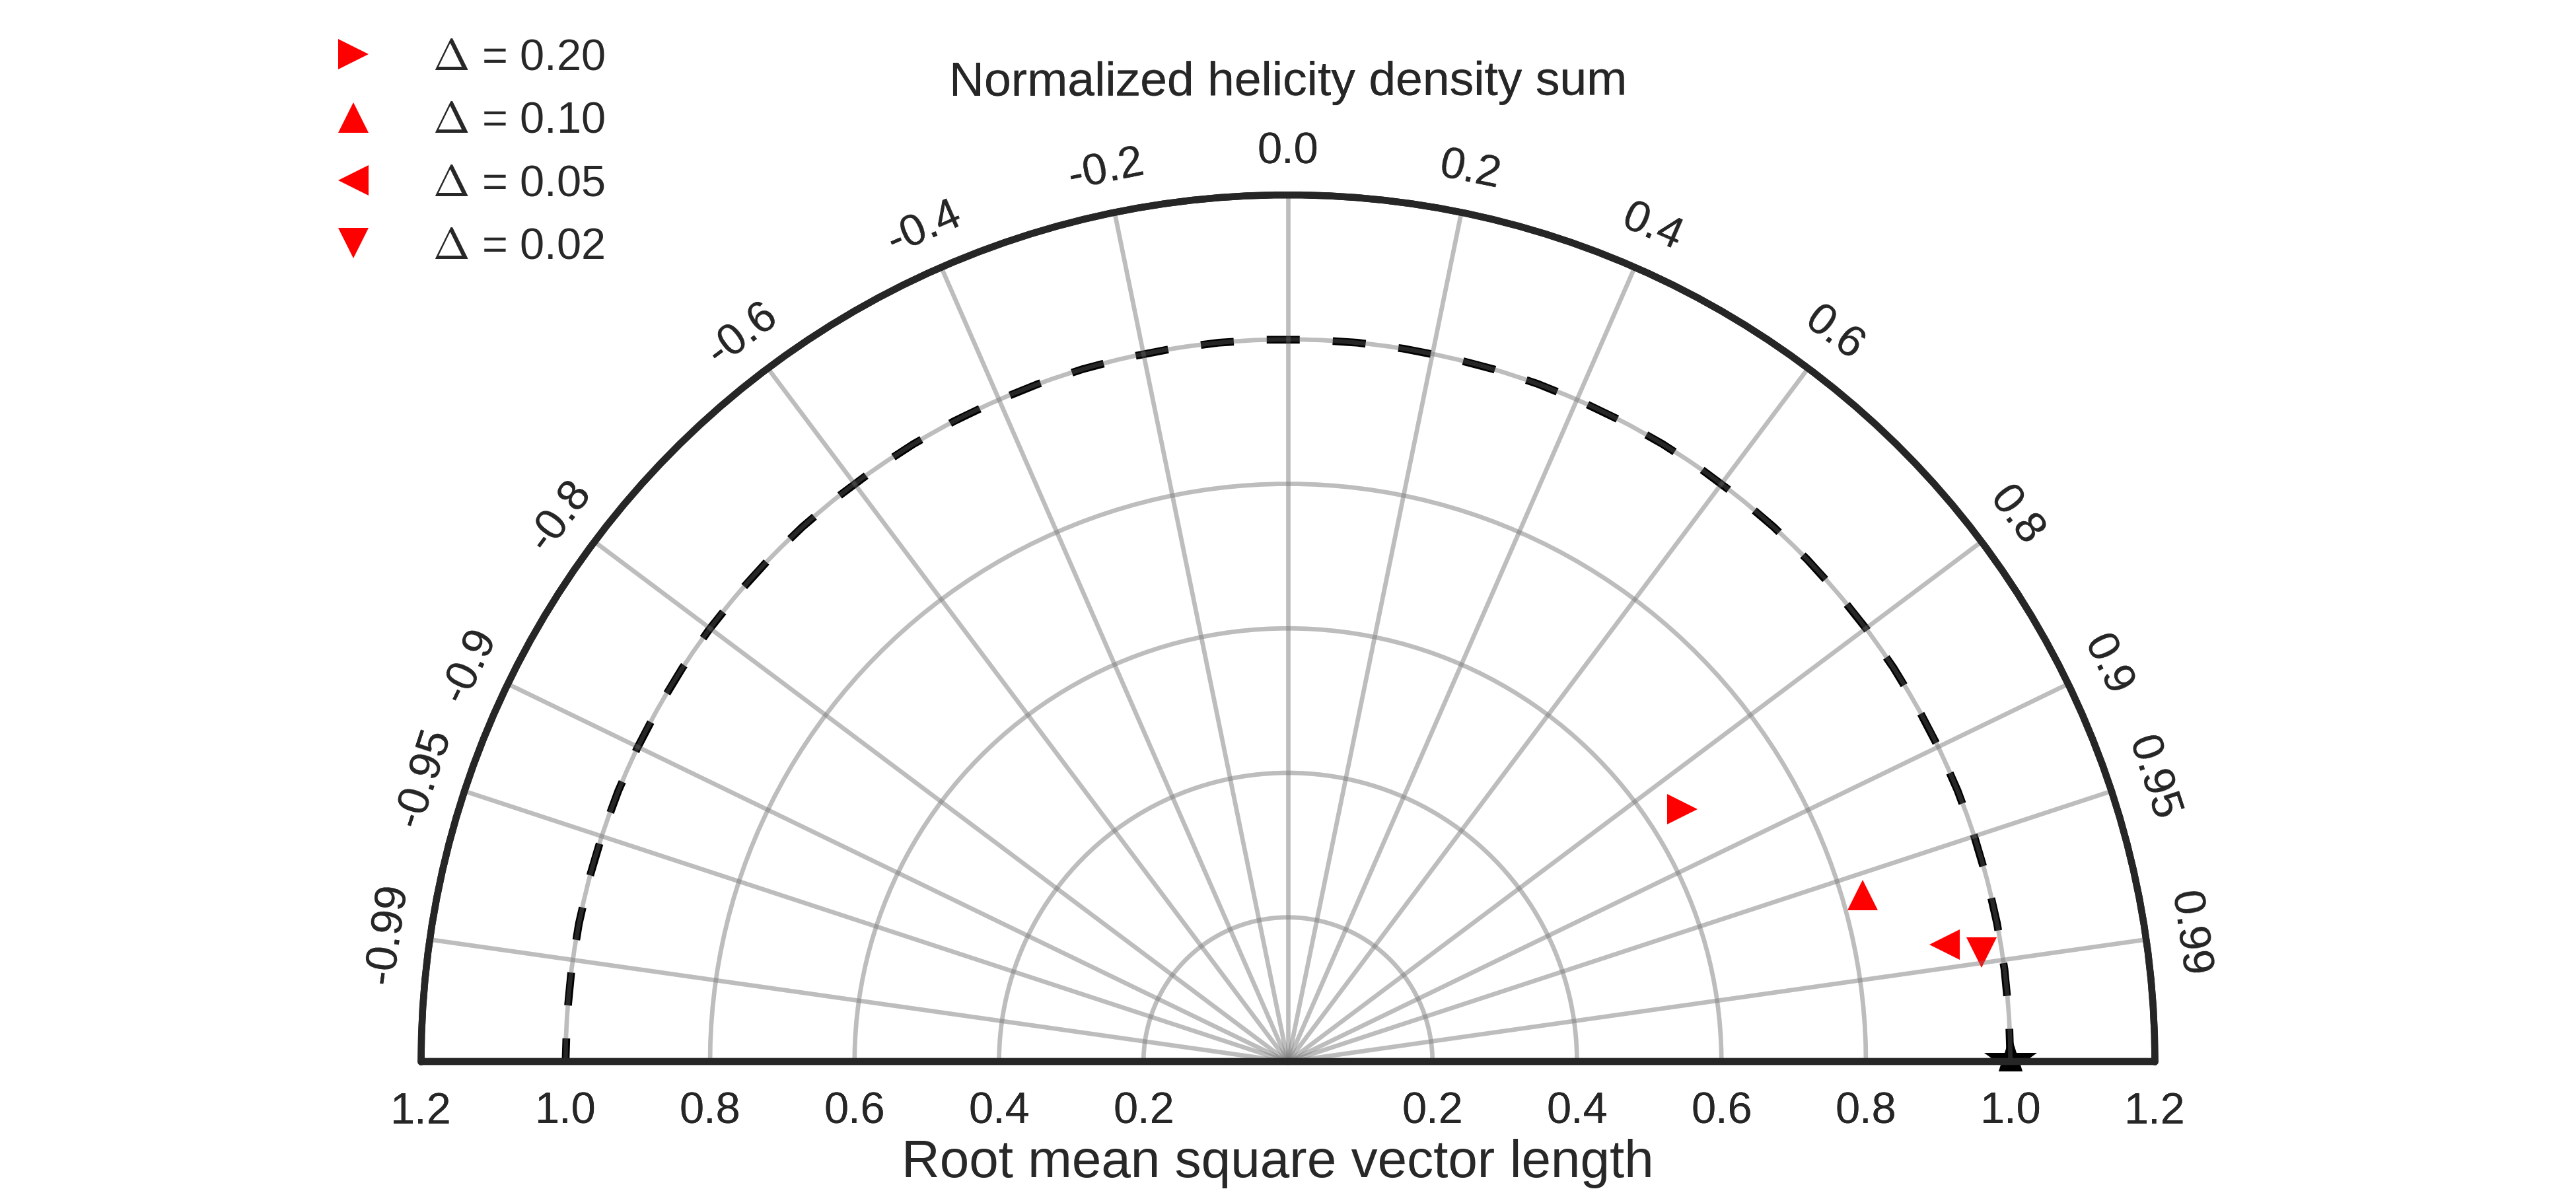 Δ = 0.20
Δ = 0.10
Δ = 0.05
Δ = 0.02
Normalized helicity density sum
-0.99
-0.95
-0.9
-0.8
-0.6
-0.4
-0.2
0.0
0.2
0.4
0.6
0.8
0.9
0.95
0.99
1.2 1.0 0.8 0.6 0.4 0.2 0.2 0.4 0.6 0.8 1.0 1.2
Root mean square vector length